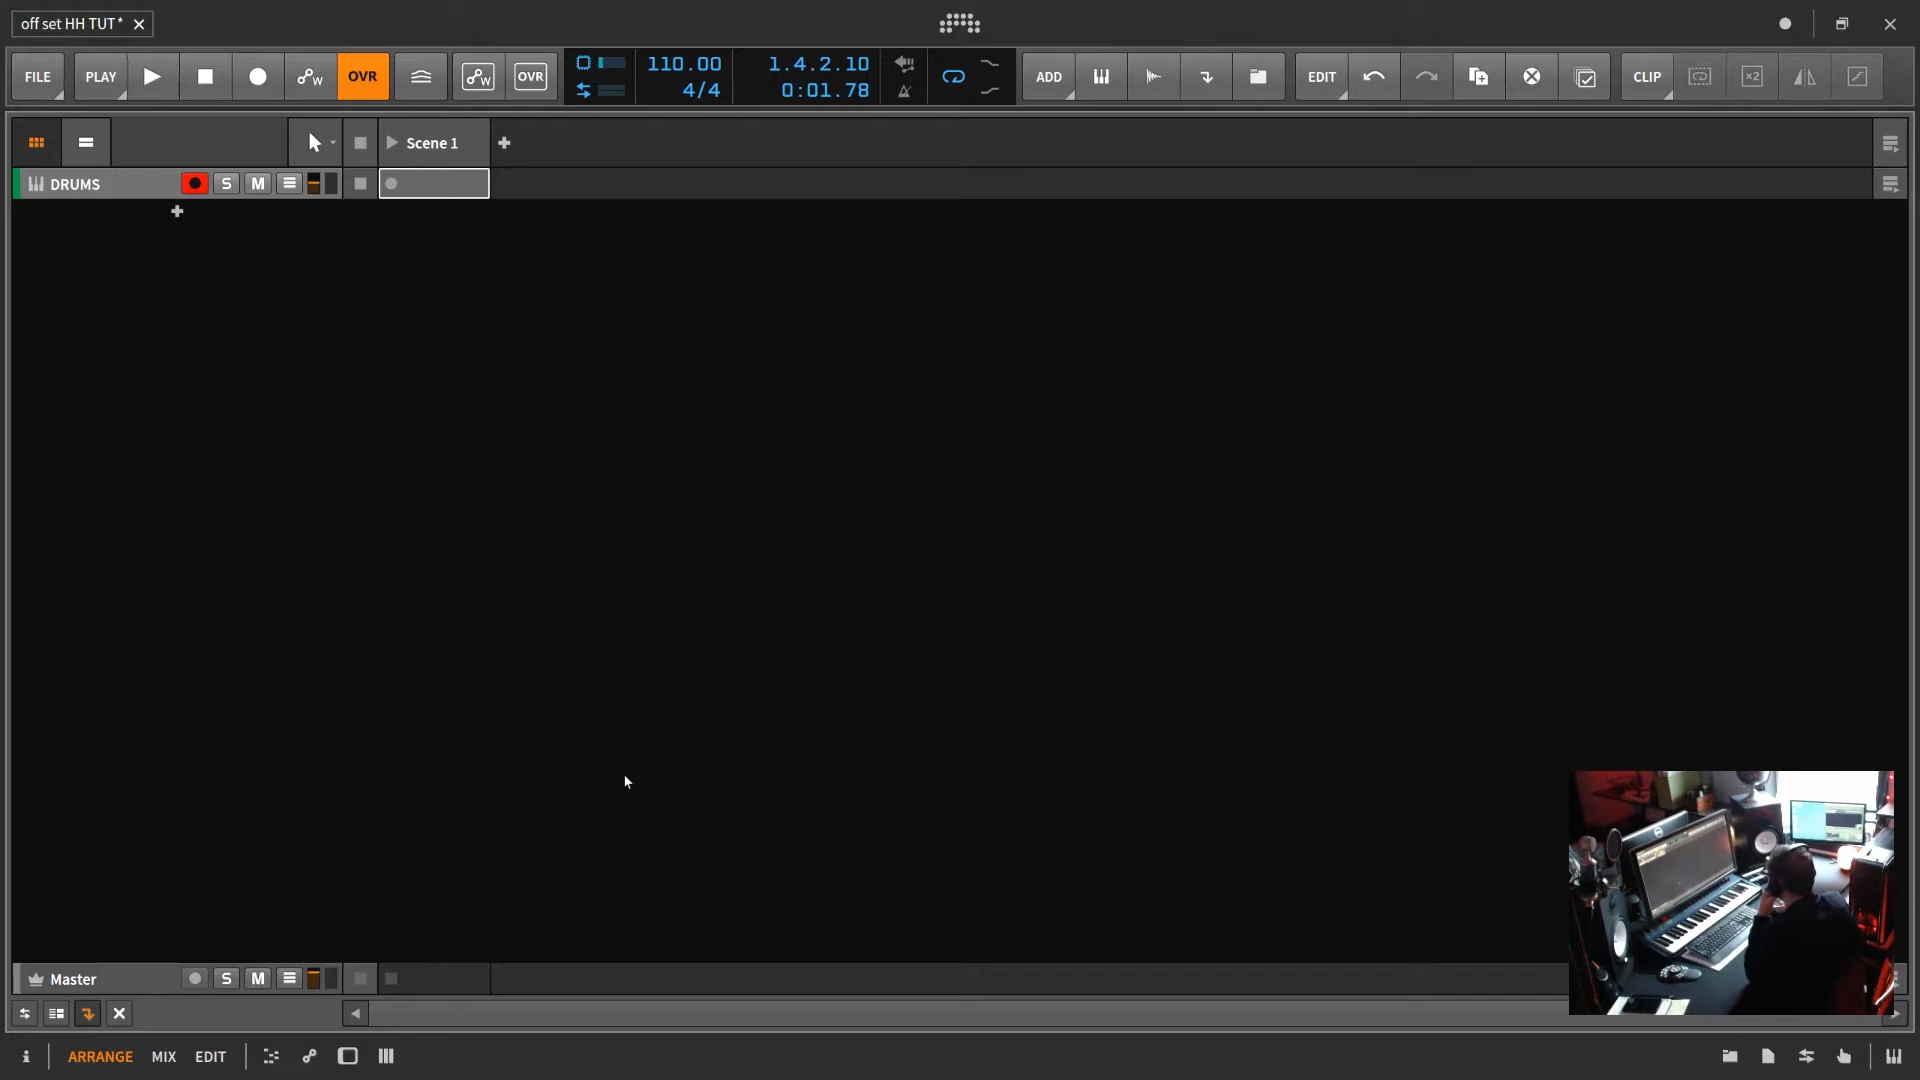 off set HH TUT*
FILE PLAY OVR OVR 110.00 1.4.2.10 ADD EDIT ×2 CLIP
4/4 0:01.78
Scene 1
DRUMS S M
Master S M
i ARRANGE MIX EDIT